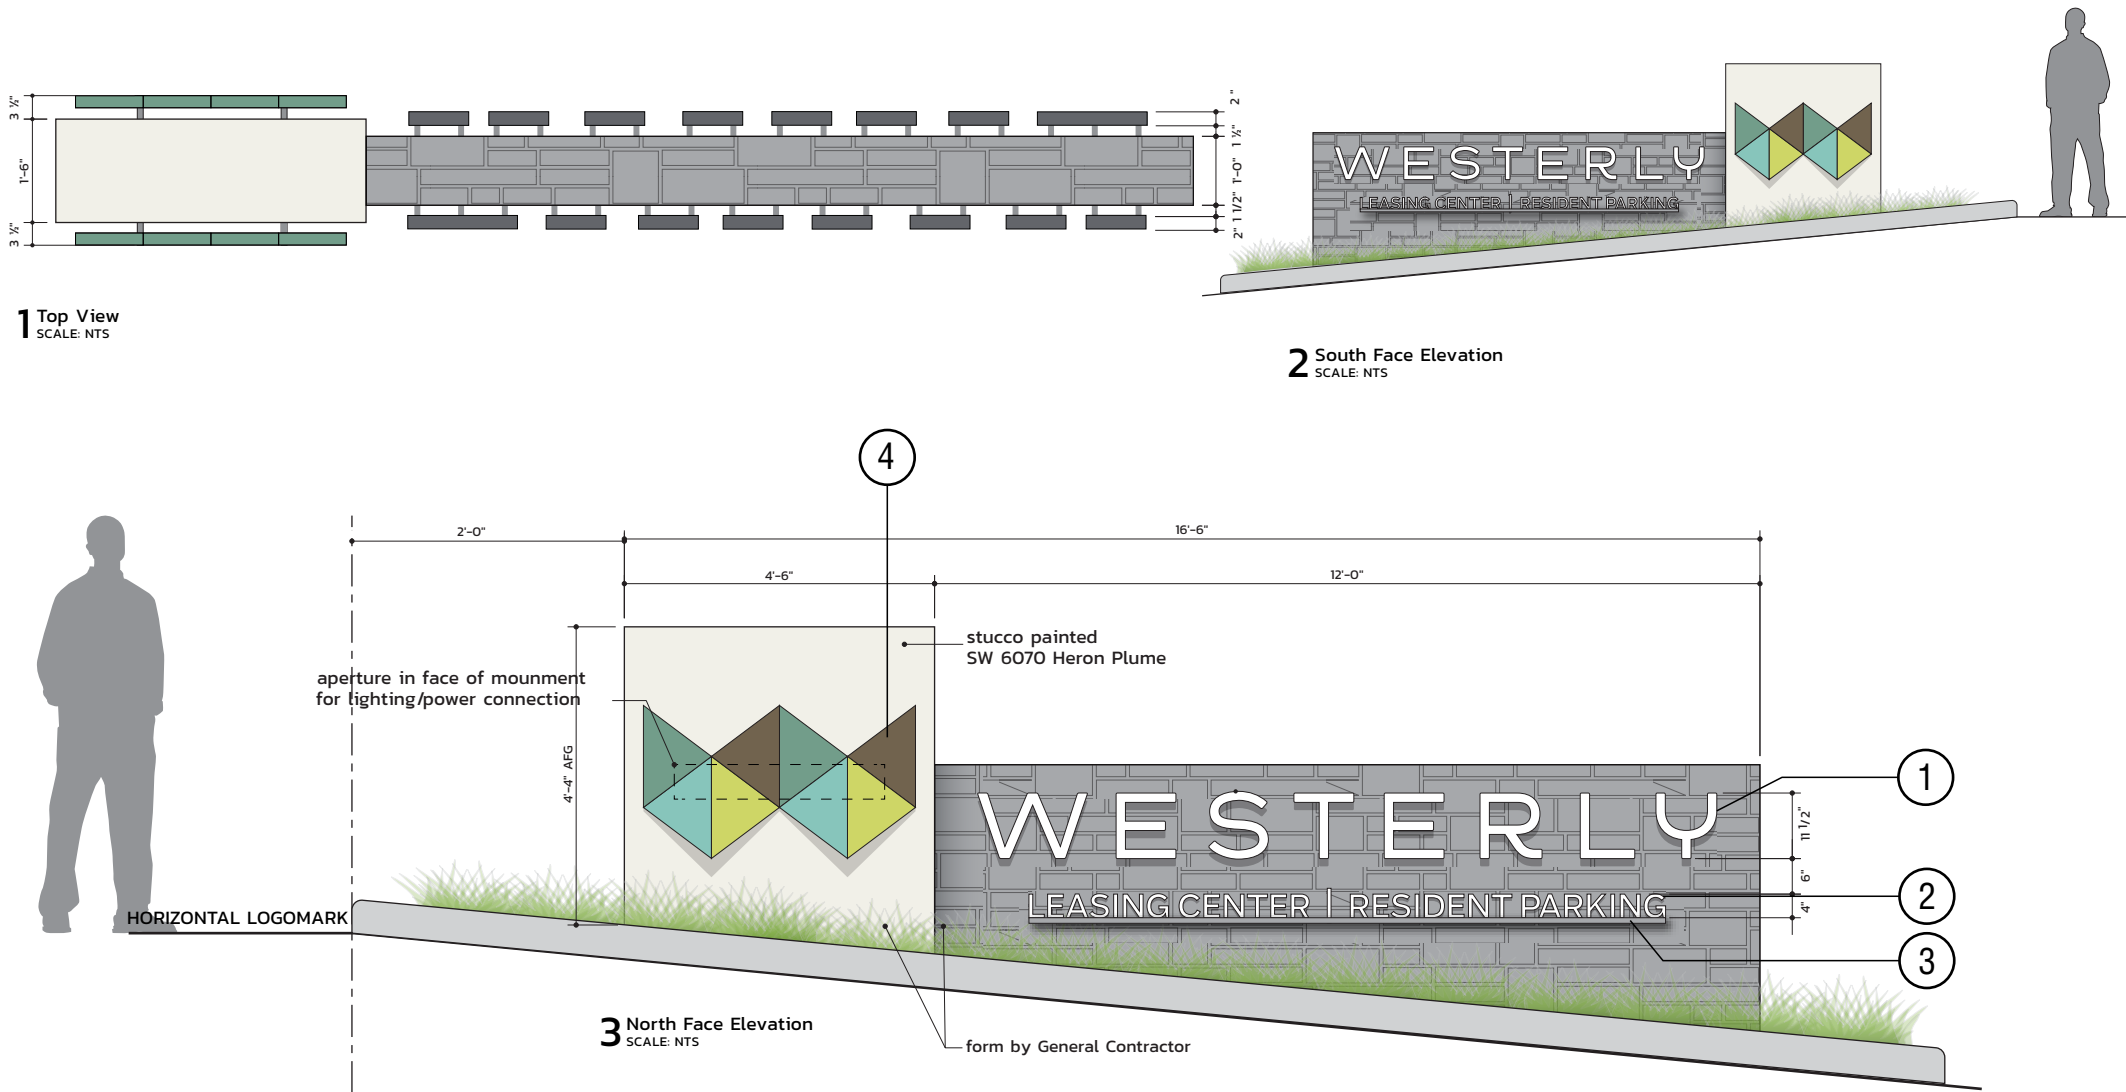 3 ½"
1'-6"
3 ½"
2 "
1 ½"
1'-0"
1 1/2"
2"
1 Top View
SCALE: NTS
WESTERLY
LEASING CENTER | RESIDENT PARKING
2 South Face Elevation
SCALE: NTS
4
2'-0"
16'-6"
4'-6"
12'-0"
stucco painted
SW 6070 Heron Plume
aperture in face of mounment
for lighting/power connection
4'-4" AFG
WESTERLY
LEASING CENTER | RESIDENT PARKING
1
11 1/2"
6"
4"
2
3
HORIZONTAL LOGOMARK
3 North Face Elevation
SCALE: NTS
form by General Contractor